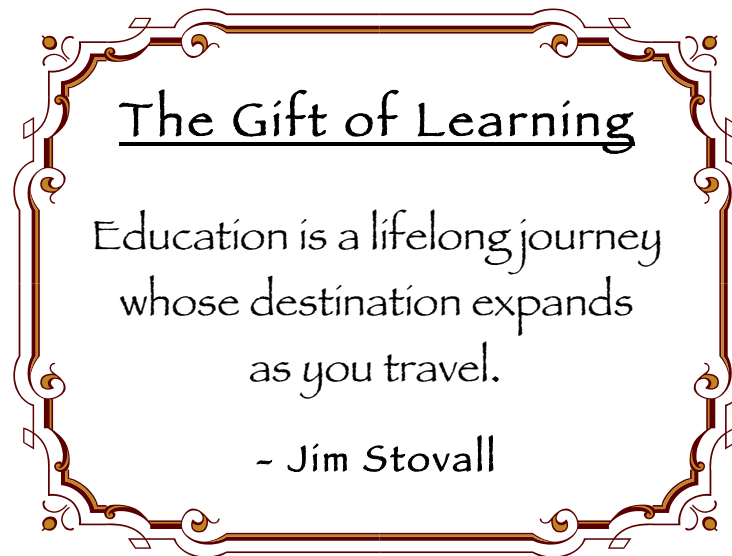 The Gift of Learning
Education is a lifelong journey
whose destination expands
as you travel.
- Jim Stovall